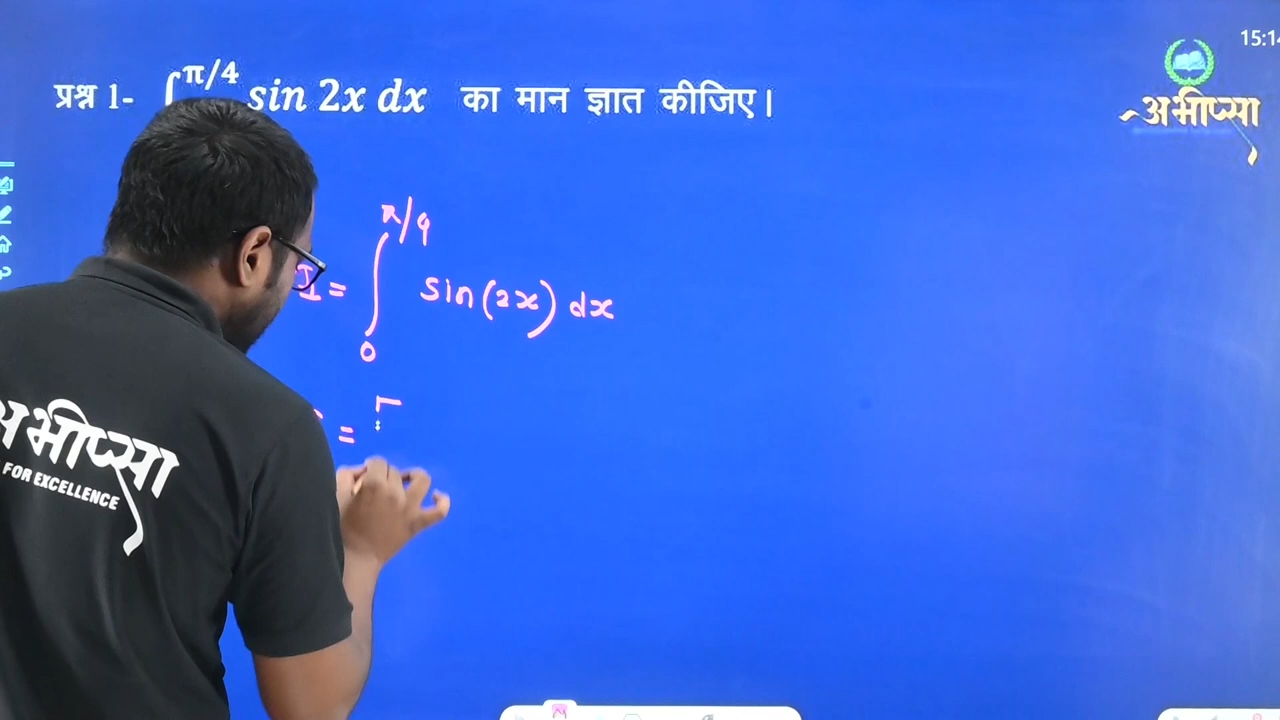 15:14
प्रश्न 1- ∫π/4 sin 2x dx का मान ज्ञात कीजिए।
अभीप्सा
I = ∫ π/4 0 sin(2x) dx
=
अभीप्सा
FOR EXCELLENCE